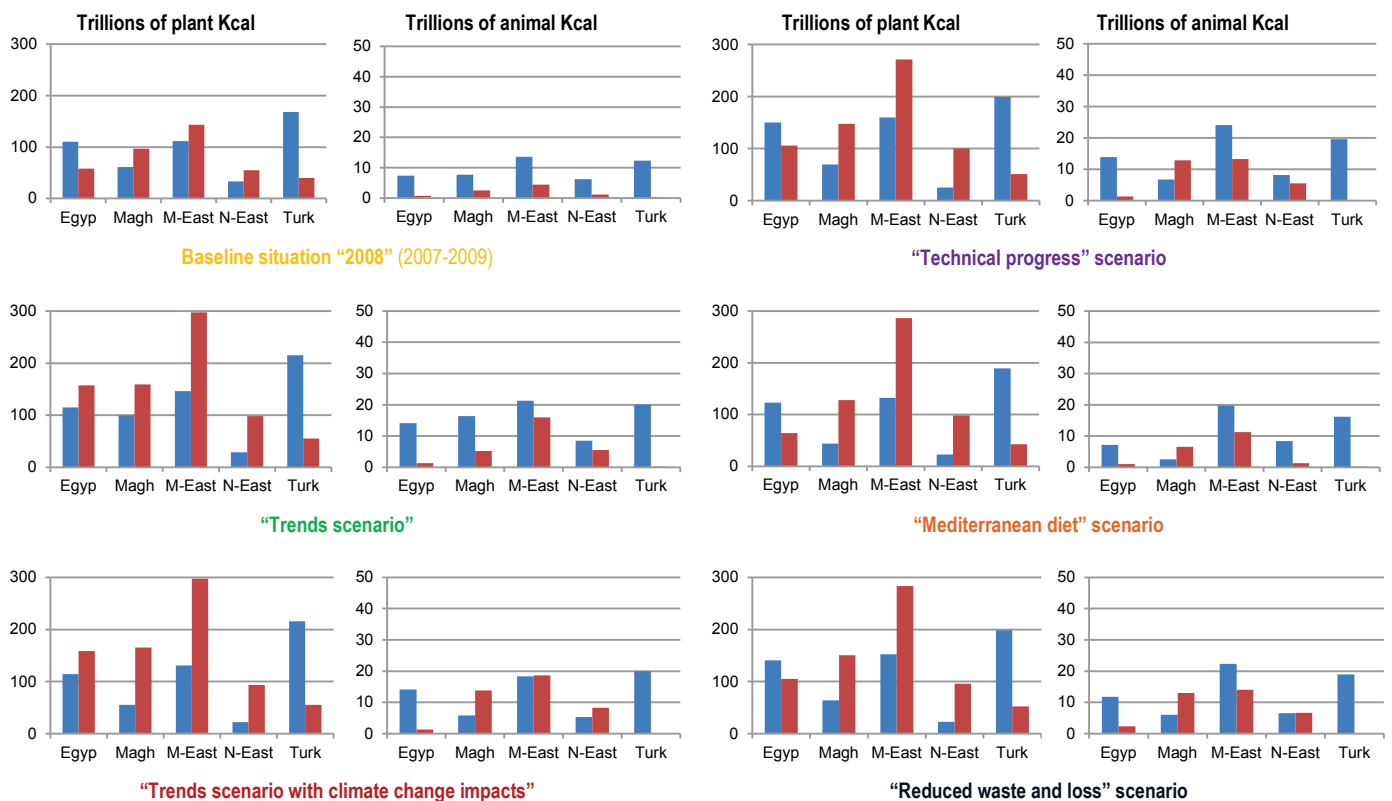 Trillions of plant Kcal
300
200
100
0
Egyp Magh M-East N-East Turk
Trillions of animal Kcal
50
40
30
20
10
0
Egyp Magh M-East N-East Turk
Baseline situation “2008” (2007-2009)
Trillions of plant Kcal
300
200
100
0
Egyp Magh M-East N-East Turk
Trillions of animal Kcal
50
40
30
20
10
0
Egyp Magh M-East N-East Turk
“Technical progress” scenario
300
200
100
0
Egyp Magh M-East N-East Turk
50
40
30
20
10
0
Egyp Magh M-East N-East Turk
“Trends scenario”
300
200
100
0
Egyp Magh M-East N-East Turk
50
40
30
20
10
0
Egyp Magh M-East N-East Turk
“Mediterranean diet” scenario
300
200
100
0
Egyp Magh M-East N-East Turk
50
40
30
20
10
0
Egyp Magh M-East N-East Turk
“Trends scenario with climate change impacts”
300
200
100
0
Egyp Magh M-East N-East Turk
50
40
30
20
10
0
Egyp Magh M-East N-East Turk
“Reduced waste and loss” scenario